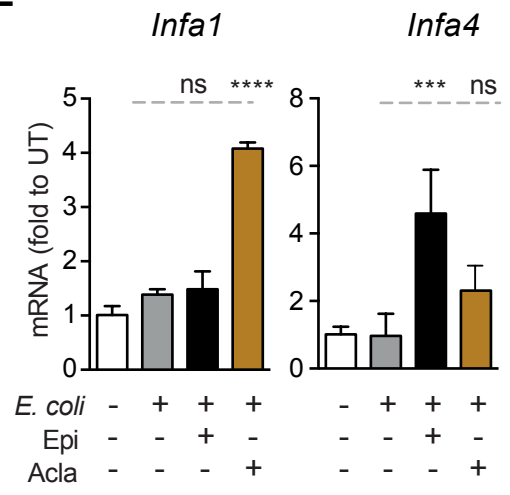 Infa1 Infa4
ns **** *** ns
mRNA (fold to UT)
5 8
4 6
3 4
2 2
1 0
0
E. coli - + + + - + + +
Epi - - + - - - + -
Acla - - - + - - - +